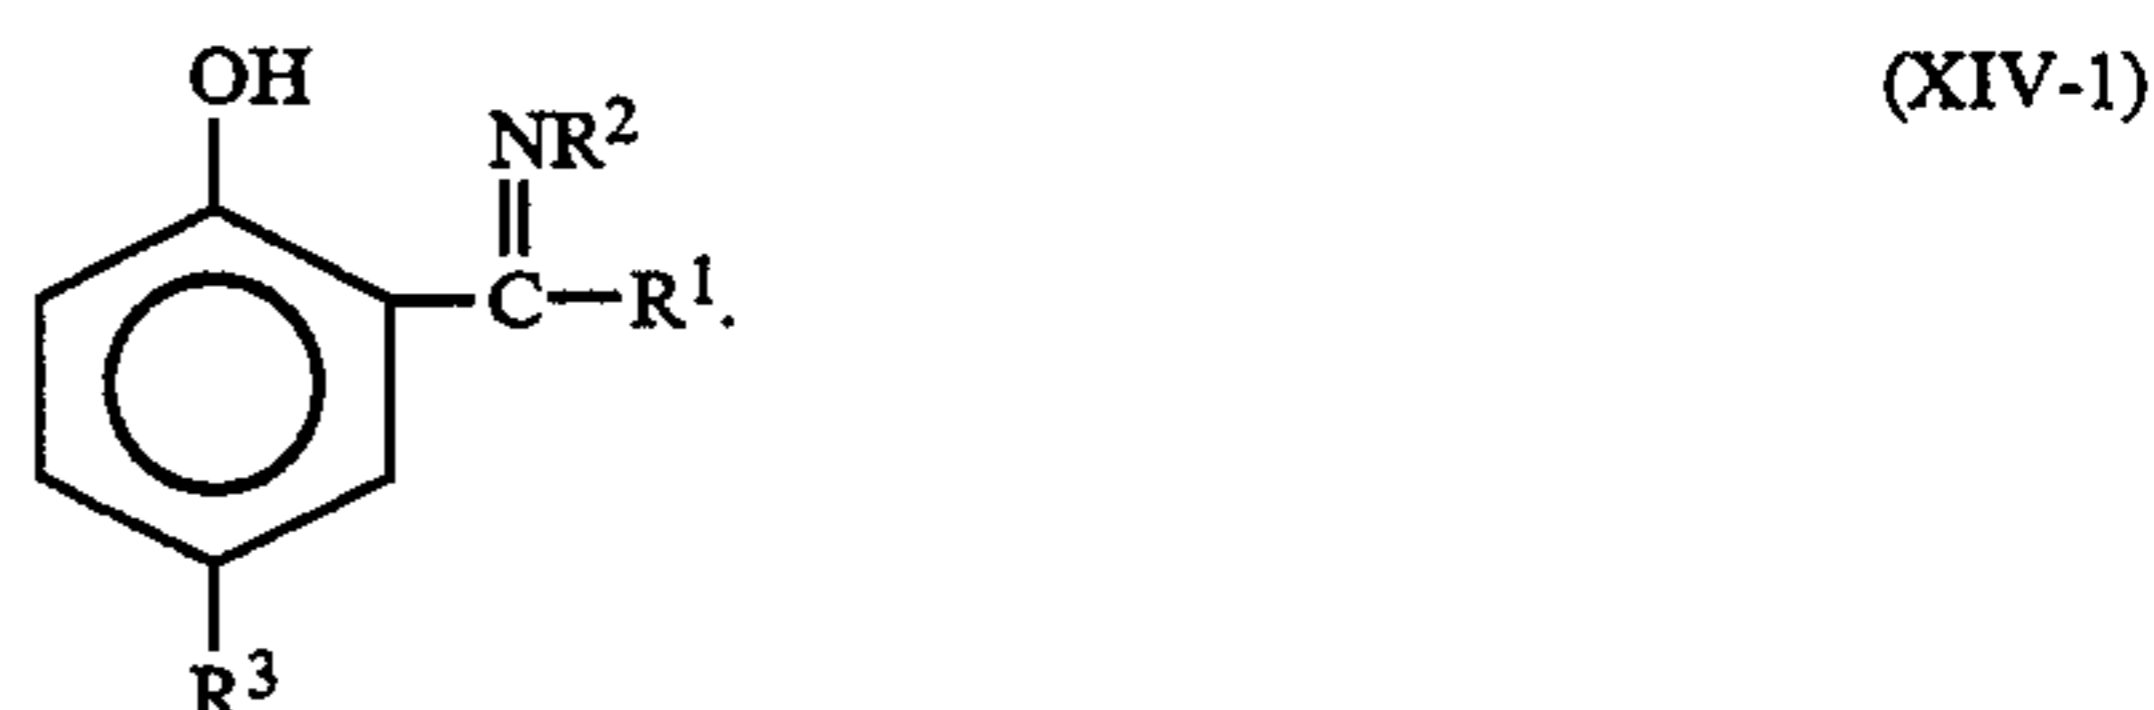 OH
(XIV-1)
NR²
C—R¹.
R³